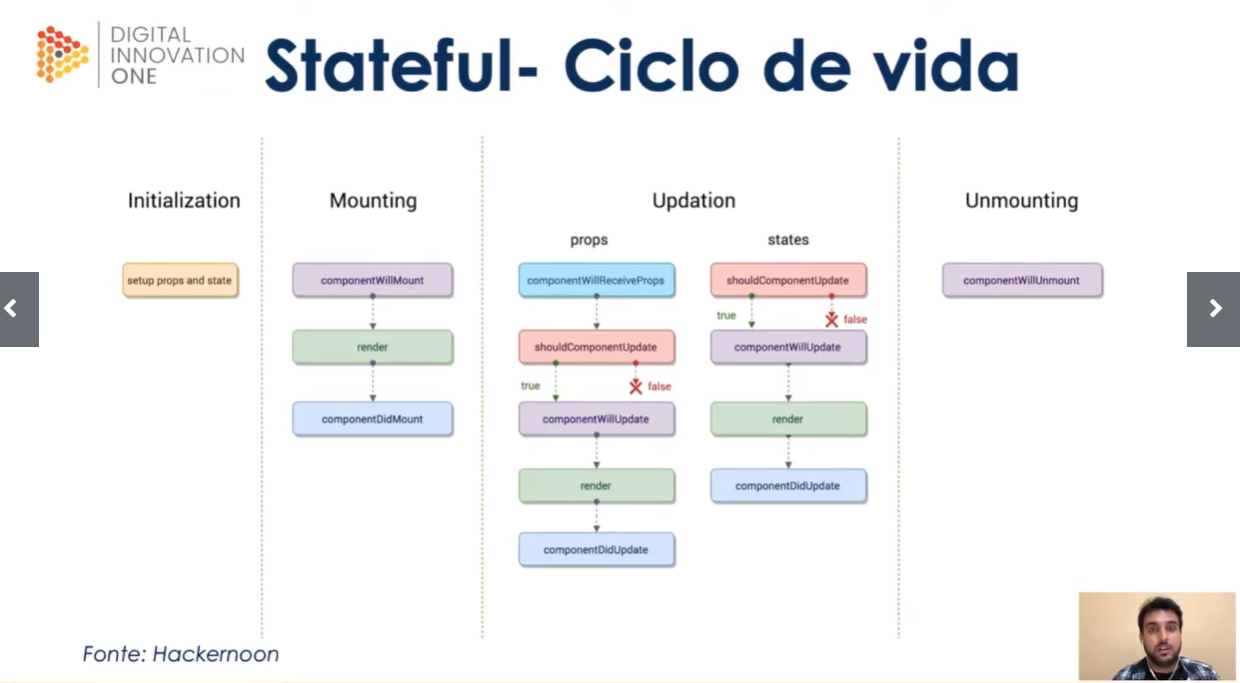 DIGITAL
INNOVATION
ONE
Stateful- Ciclo de vida
Initialization
setup props and state
Mounting
componentWillMount
render
componentDidMount
Updation
props
componentWillReceiveProps
shouldComponentUpdate
true
false
componentWillUpdate
render
componentDidUpdate
states
shouldComponentUpdate
true
false
componentWillUpdate
render
componentDidUpdate
Unmounting
componentWillUnmount
Fonte: Hackernoon